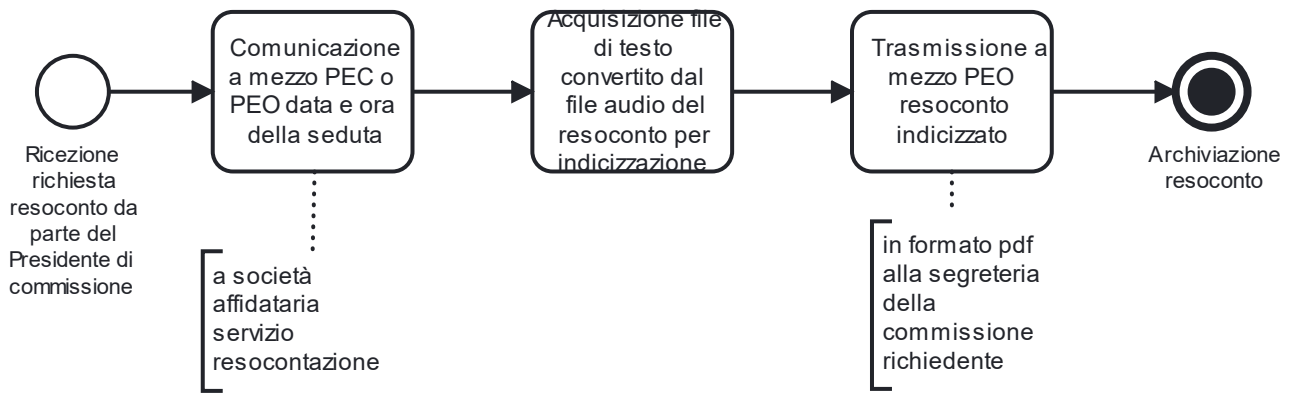 Ricezione
richiesta
resoconto da
parte del
Presidente di
commissione
Comunicazione
a mezzo PEC o
PEO data e ora
della seduta
a società
affidataria
servizio
resocontazione
Acquisizione file
di testo
convertito dal
file audio del
resoconto per
indicizzazione
Trasmissione a
mezzo PEO
resoconto
indicizzato
in formato pdf
alla segreteria
della
commissione
richiedente
Archiviazione
resoconto